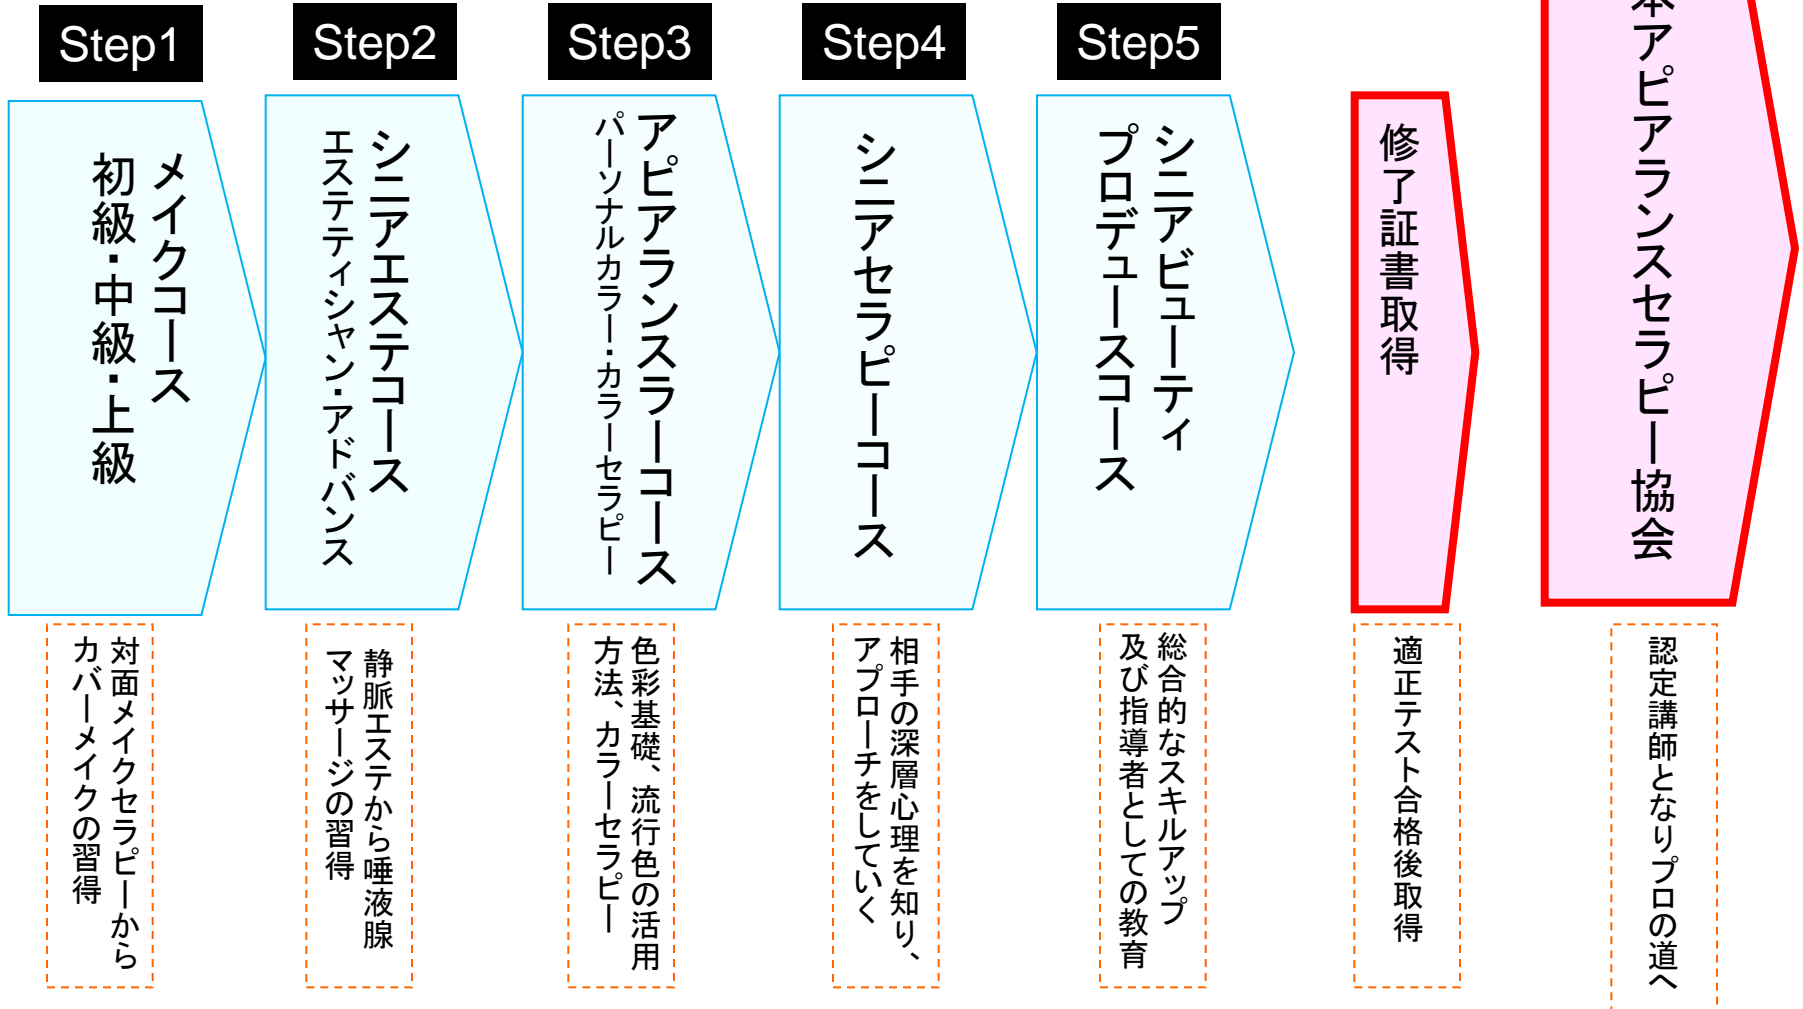 Step1
メイクコース
初級・中級・上級
対面メイクセラピーから
カバーメイクの習得
Step2
シニアエステコース
エステティシャン・アドバンス
静脈エステから唾液腺
マッサージの習得
Step3
アピアランスラーコース
パーソナルカラー・カラーセラピー
色彩基礎、流行色の活用
方法、カラーセラピー
Step4
シニアセラピーコース
相手の深層心理を知り、
アプローチをしていく
Step5
シニアビューティ
プロデュースコース
総合的なスキルアップ
及び指導者としての教育
修了証書取得
適正テスト合格後取得
本アピアランスセラピー協会
認定講師となりプロの道へ